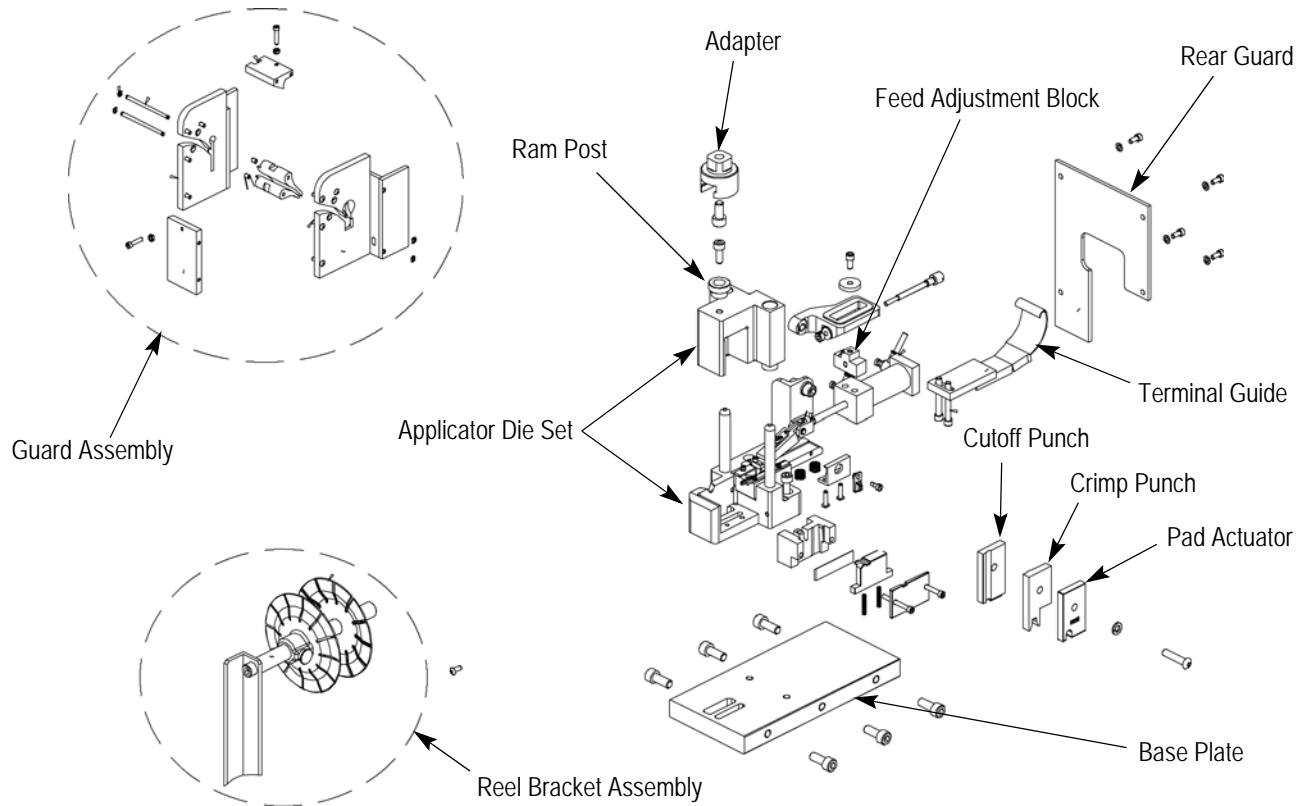 Adapter
Rear Guard
Feed Adjustment Block
Ram Post
Terminal Guide
Applicator Die Set
Guard Assembly
Cutoff Punch
Crimp Punch
Pad Actuator
Base Plate
Reel Bracket Assembly